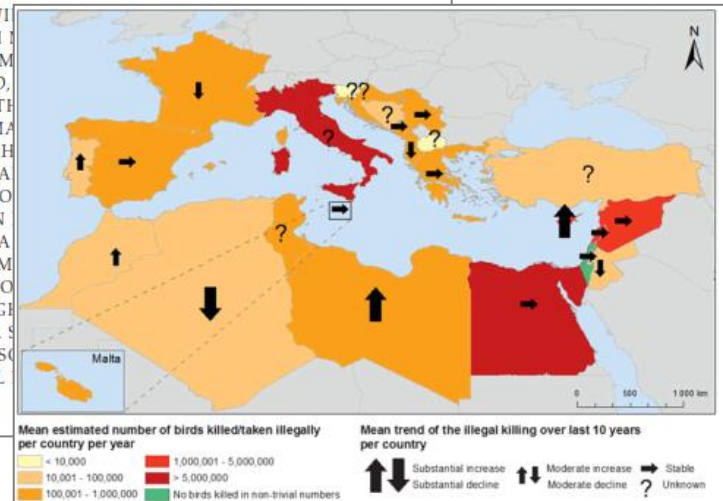 N
??
?
?
?
?
?
Malta
0 500 1 000 km
Mean estimated number of birds killed/taken illegally
per country per year
< 10,000
10,001 - 100,000
100,001 - 1,000,000
1,000,001 - 5,000,000
> 5,000,000
No birds killed in non-trivial numbers
Mean trend of the illegal killing over last 10 years
per country
Substantial increase
Substantial decline
Moderate increase
Moderate decline
Stable
? Unknown